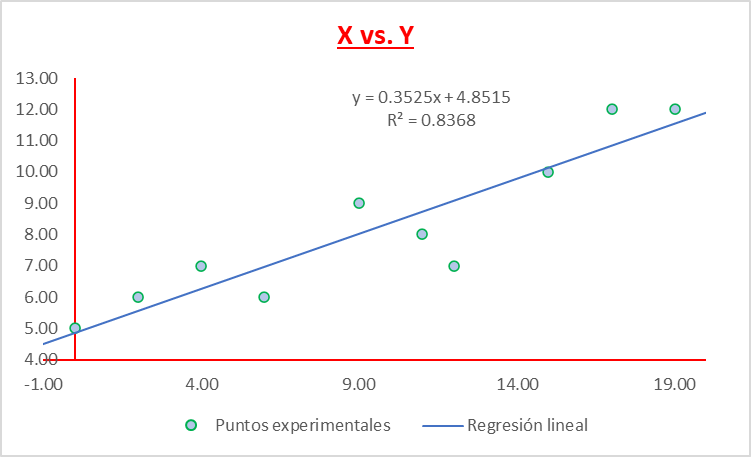 X vs. Y
y = 0.3525x + 4.8515
R² = 0.8368
13.00
12.00
11.00
10.00
9.00
8.00
7.00
6.00
5.00
4.00
-1.00 4.00 9.00 14.00 19.00
Puntos experimentales Regresión lineal